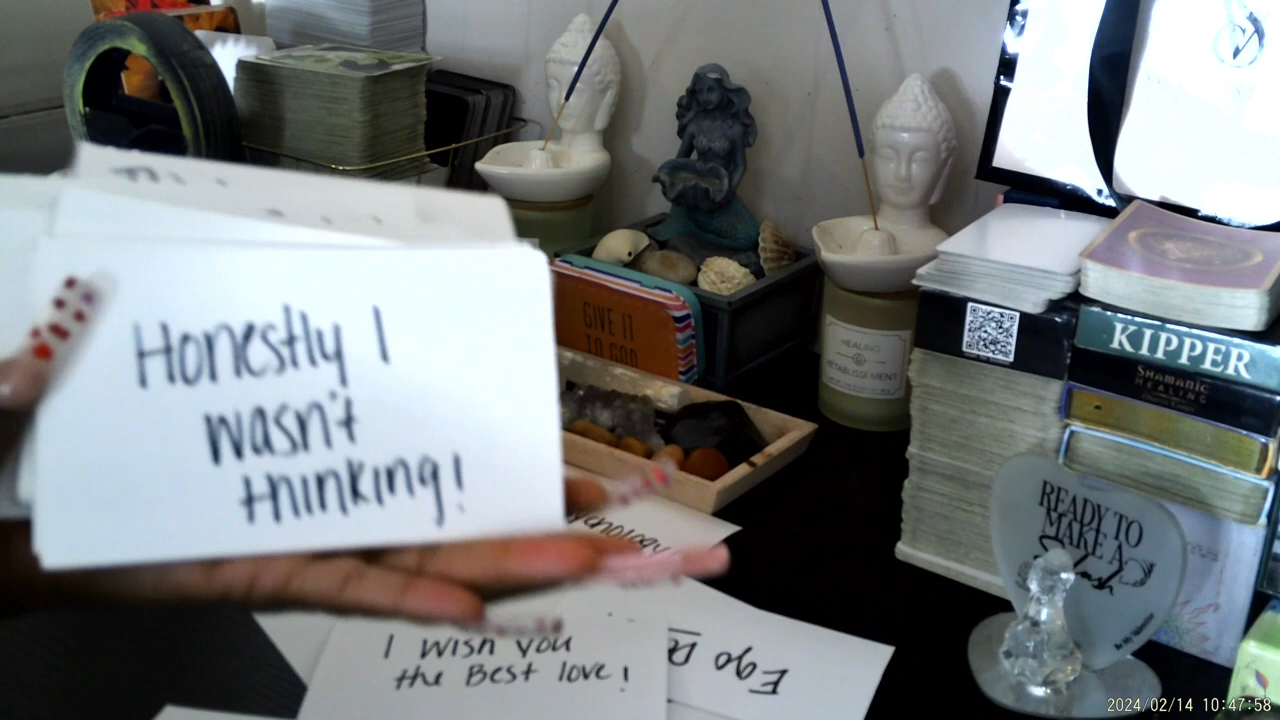 Honestly I
wasn't
thinking!
I wish you
the Best love!
Ego
GIVE IT
TO GOD
HEALING
KIPPER
SHAMANIC
HEALING
READY TO
MAKE A
Splash
2024/02/14 10:47:58